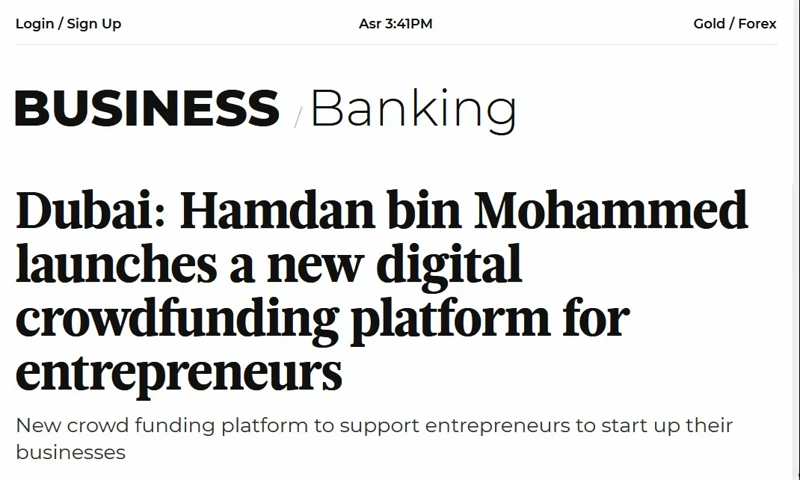 Login / Sign Up
Asr 3:41PM
Gold / Forex
BUSINESS / Banking
Dubai: Hamdan bin Mohammed
launches a new digital
crowdfunding platform for
entrepreneurs
New crowd funding platform to support entrepreneurs to start up their
businesses